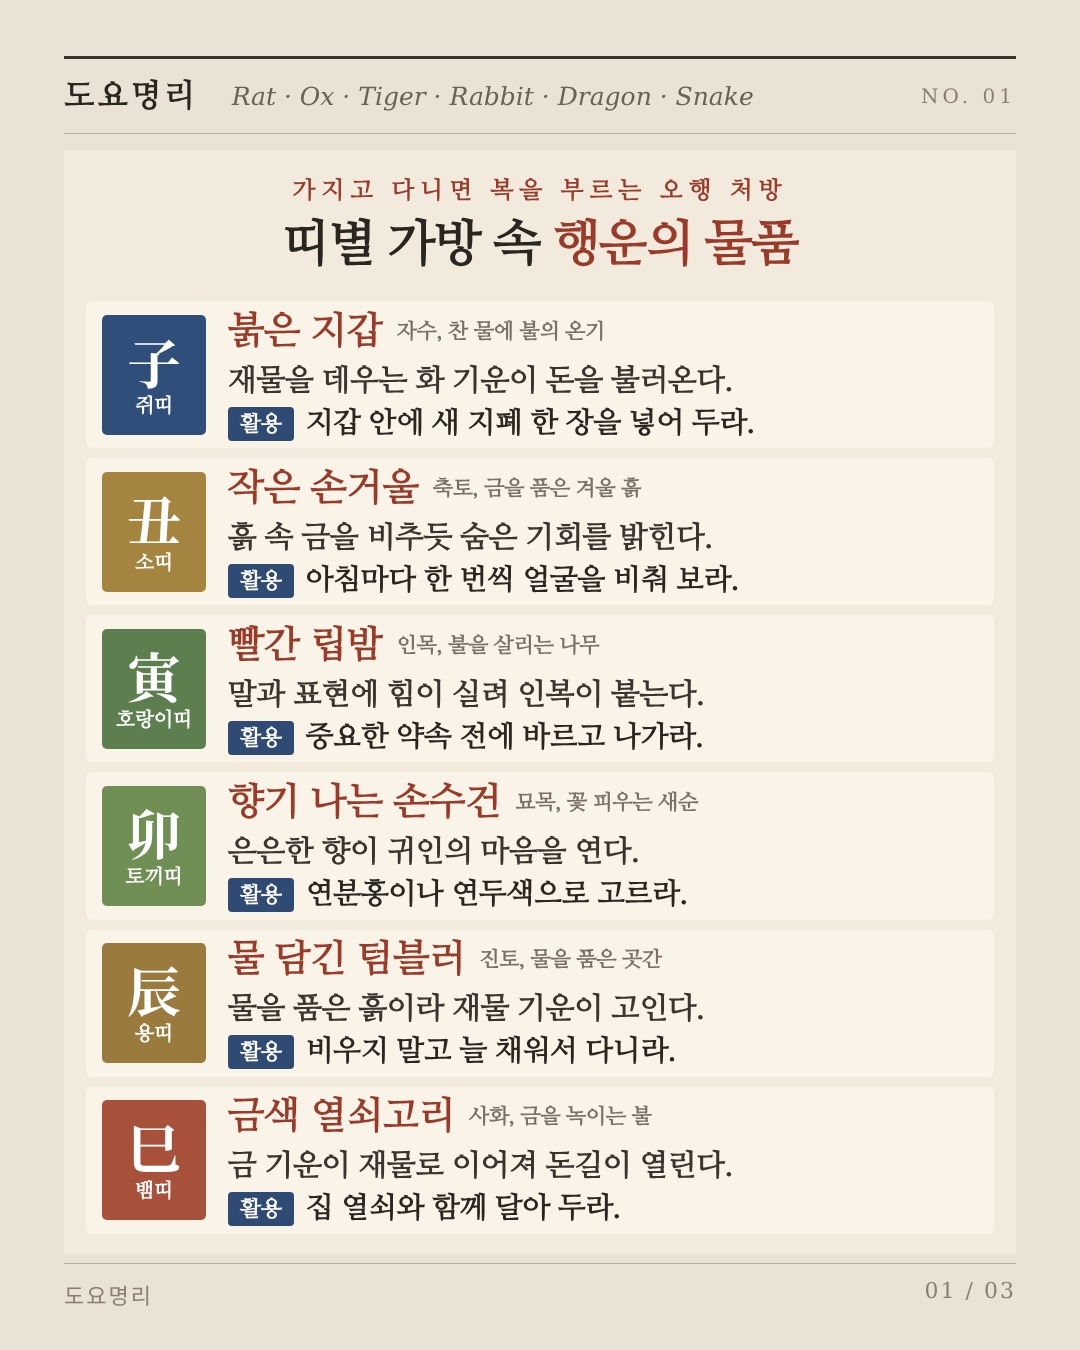 도요명리 Rat · Ox · Tiger · Rabbit · Dragon · Snake NO. 01
가지고 다니면 복을 부르는 오행 처방
띠별 가방 속 행운의 물품
子
쥐띠
붉은 지갑 자수, 찬 물에 불의 온기
재물을 데우는 화 기운이 돈을 불러온다.
활용 지갑 안에 새 지폐 한 장을 넣어 두라.
丑
소띠
작은 손거울 축토, 금을 품은 겨울 흙
흙 속 금을 비추듯 숨은 기회를 밝힌다.
활용 아침마다 한 번씩 얼굴을 비춰 보라.
寅
호랑이띠
빨간 립밤 인목, 불을 살리는 나무
말과 표현에 힘이 실려 인복이 붙는다.
활용 중요한 약속 전에 바르고 나가라.
卯
토끼띠
향기 나는 손수건 묘목, 꽃 피우는 새순
은은한 향이 귀인의 마음을 연다.
활용 연분홍이나 연두색으로 고르라.
辰
용띠
물 담긴 텀블러 진토, 물을 품은 곳간
물을 품은 흙이라 재물 기운이 고인다.
활용 비우지 말고 늘 채워서 다니라.
巳
뱀띠
금색 열쇠고리 사화, 금을 녹이는 불
금 기운이 재물로 이어져 돈길이 열린다.
활용 집 열쇠와 함께 달아 두라.
도요명리 01 / 03